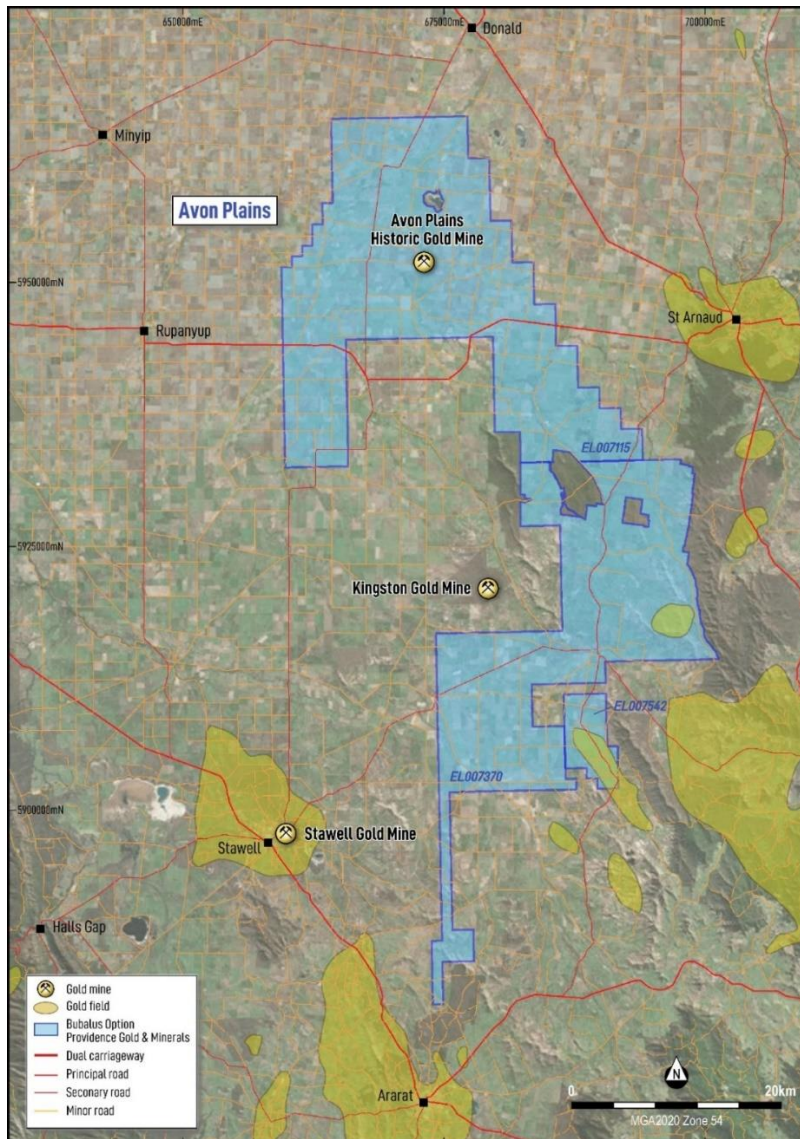 650000mE
675000mE
700000mE
Donald
Minyip
Avon Plains
Avon Plains
Historic Gold Mine
5950000mN
St Arnaud
Rupanyup
EL007115
5925000mN
Kingston Gold Mine
EL007542
EL007370
5900000mN
Stawell Gold Mine
Stawell
Halls Gap
Gold mine
Gold field
Bubalus Option
Providence Gold & Minerals
Dual carriageway
Principal road
Seconary road
Minor road
Ararat
N
0
20km
MGA2020 Zone 54